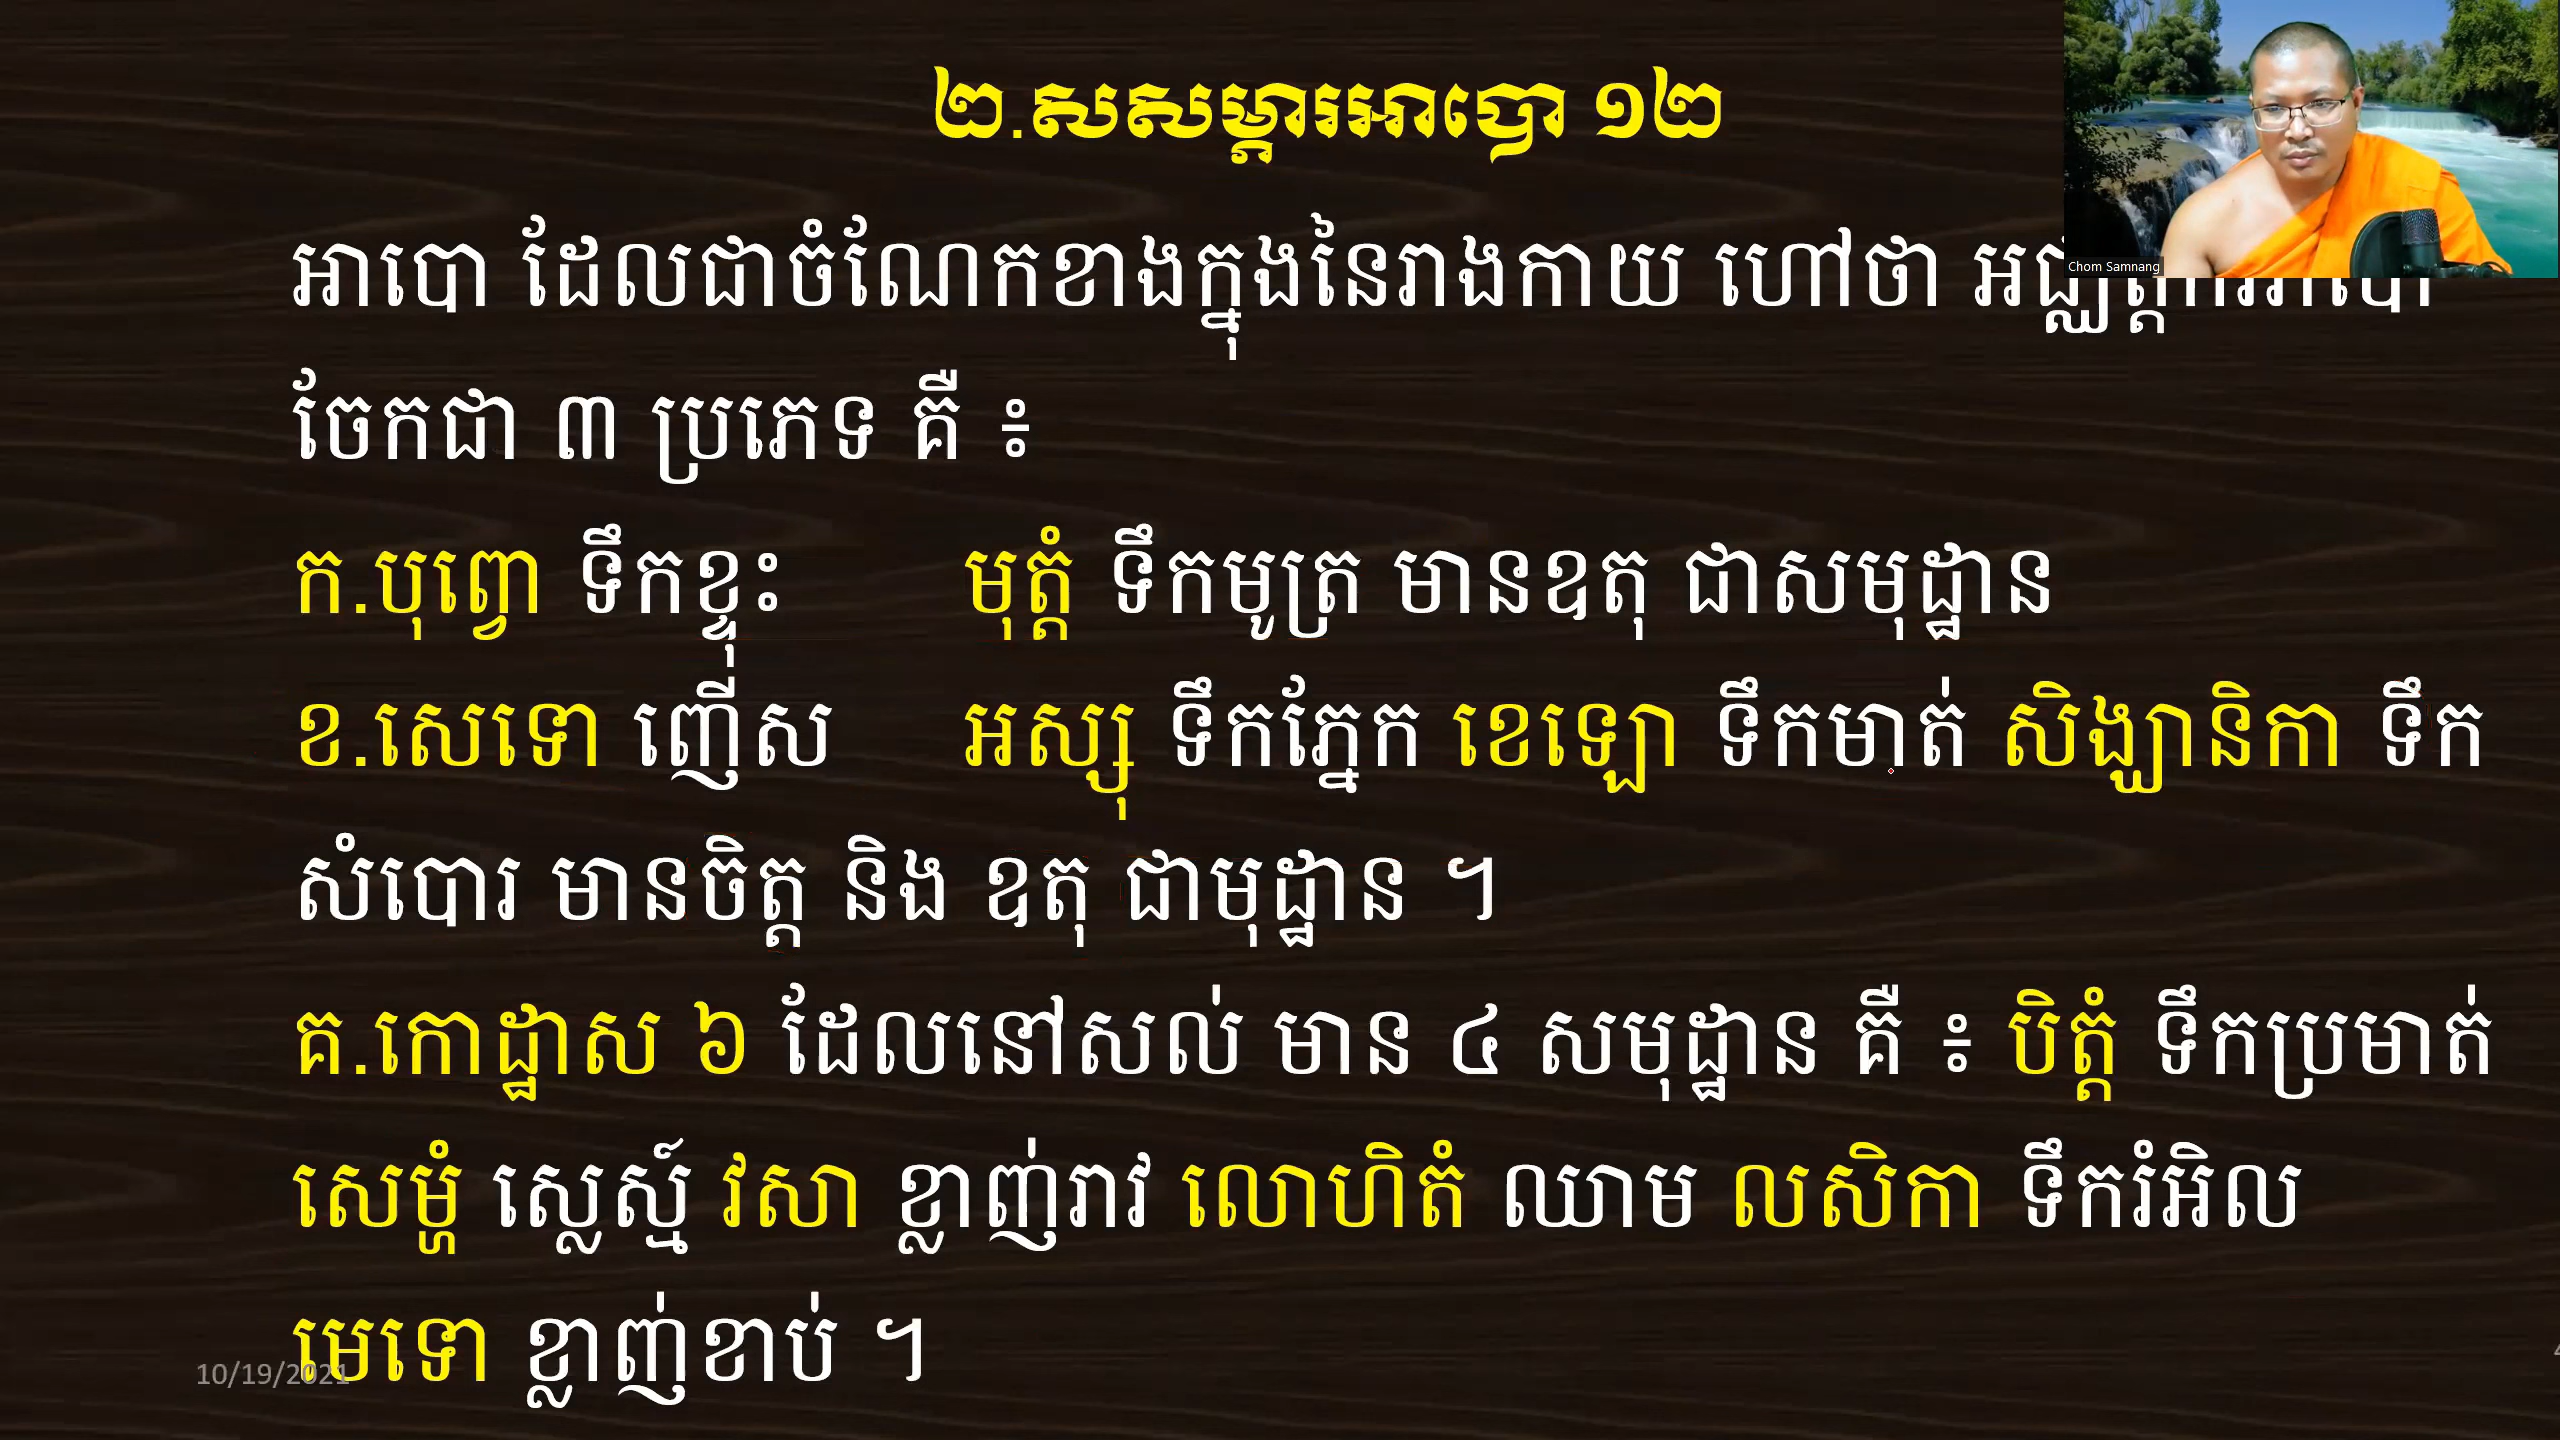 ២.សសម្ភារអាបោ ១២
Chom Samnang
អាបោ ដែលជាចំណែកខាងក្នុងនៃរាងកាយ ហៅថា អជ្ឈត្តិកអាបោ
ចែកជា ៣ ប្រភេទ គឺ ៖
ក.បុព្វោ ទឹកខ្ទុះ មុត្តំ ទឹកមូត្រ មានឧតុ ជាសមុដ្ឋាន
ខ.សេទោ ញើស អស្សុ ទឹកភ្នែក ខេឡោ ទឹកមាត់ សិង្ឃានិកា ទឹក
សំបោរ មានចិត្ត និង ឧតុ ជាមុដ្ឋាន ។
គ.កោដ្ឋាស ៦ ដែលនៅសល់ មាន ៤ សមុដ្ឋាន គឺ ៖ បិត្តំ ទឹកប្រមាត់
សេម្ហំ ស្លេស្ម៍ វសា ខ្លាញ់រាវ លោហិតំ ឈាម លសិកា ទឹករំអិល
មេទោ ខ្លាញ់ខាប់ ។
10/19/2021